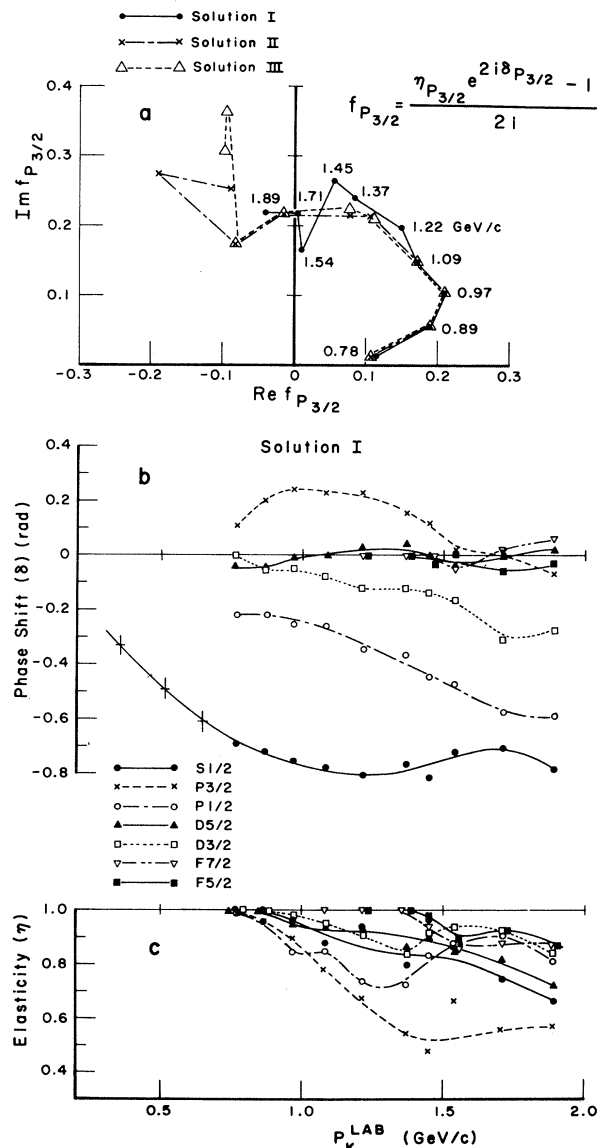 Solution I
Solution II
Solution III
a
f P3/2 = η P3/2 e^2iδP3/2 − 1
2i
0.4
0.3
0.2
0.1
Im f P3/2
1.45
1.37
1.89
1.71
1.22 GeV/c
1.54
1.09
0.97
0.89
0.78
-0.3 -0.2 -0.1 0 0.1 0.2 0.3
Re f P3/2
Solution I
b
0.4
0.2
0
-0.2
-0.4
-0.6
-0.8
Phase Shift (δ) (rad)
S1/2
P3/2
P1/2
D5/2
D3/2
F7/2
F5/2
c
1.0
0.8
0.6
0.4
Elasticity (η)
0.5 1.0 1.5 2.0
P K LAB (GeV/c)